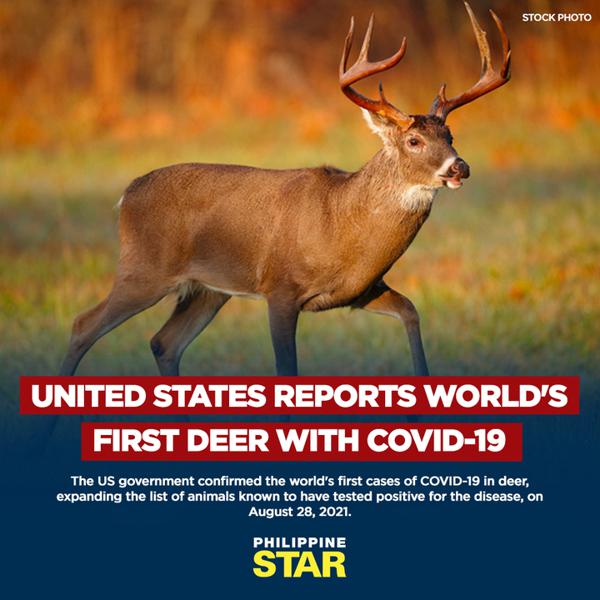 STOCK PHOTO
UNITED STATES REPORTS WORLD'S
FIRST DEER WITH COVID-19
The US government confirmed the world's first cases of COVID-19 in deer,
expanding the list of animals known to have tested positive for the disease, on
August 28, 2021.
PHILIPPINE
STAR